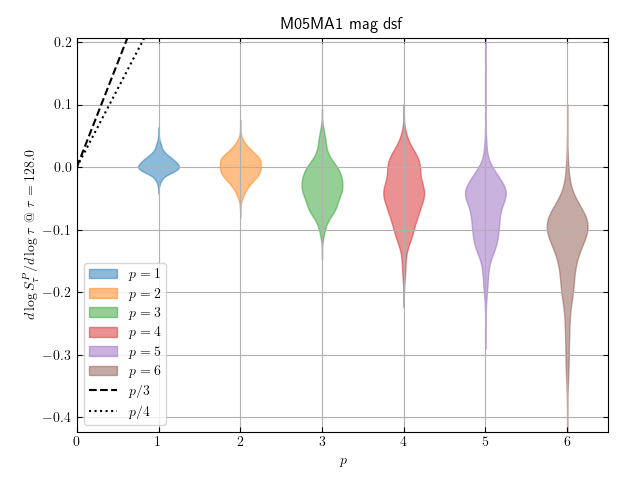 M05MA1 mag dsf
d log S_τ^P / d log τ @ τ = 128.0
0.2
0.1
0.0
−0.1
−0.2
−0.3
−0.4
p = 1
p = 2
p = 3
p = 4
p = 5
p = 6
p/3
p/4
0 1 2 3 4 5 6
p